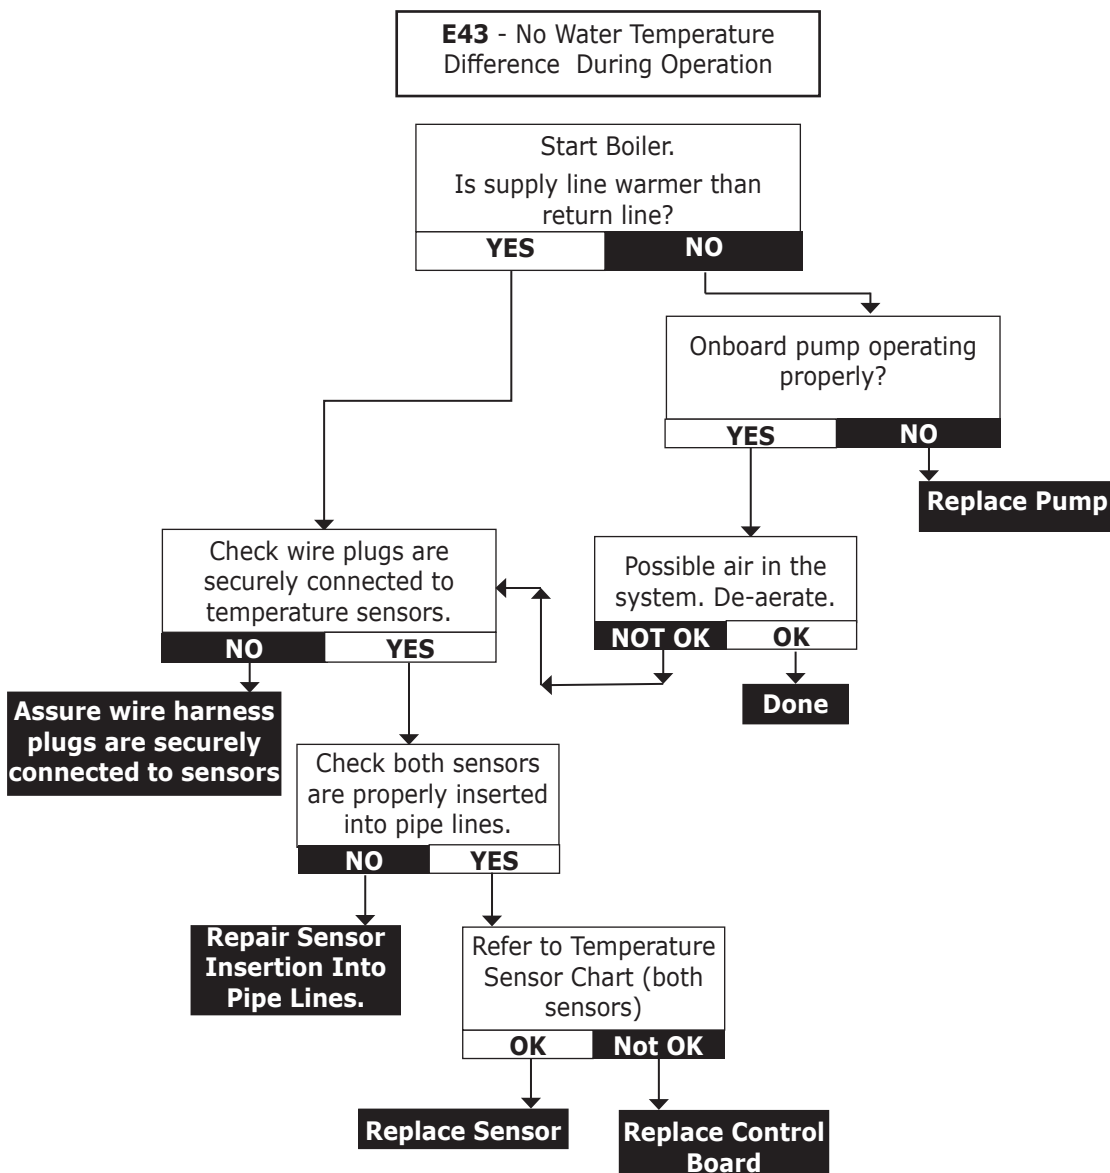 E43 - No Water Temperature
Difference During Operation
Start Boiler.
Is supply line warmer than
return line?
YES
NO
Onboard pump operating
properly?
YES
NO
Replace Pump
Check wire plugs are
securely connected to
temperature sensors.
NO
YES
Possible air in the
system. De-aerate.
NOT OK
OK
Done
Assure wire harness
plugs are securely
connected to sensors
Check both sensors
are properly inserted
into pipe lines.
NO
YES
Repair Sensor
Insertion Into
Pipe Lines.
Refer to Temperature
Sensor Chart (both
sensors)
OK
Not OK
Replace Sensor
Replace Control
Board